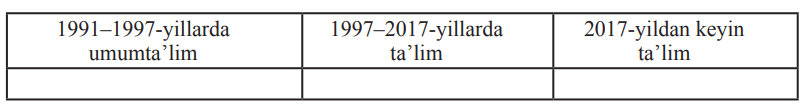 1991–1997-yillarda
umumta’lim
1997–2017-yillarda
ta’lim
2017-yildan keyin
ta’lim